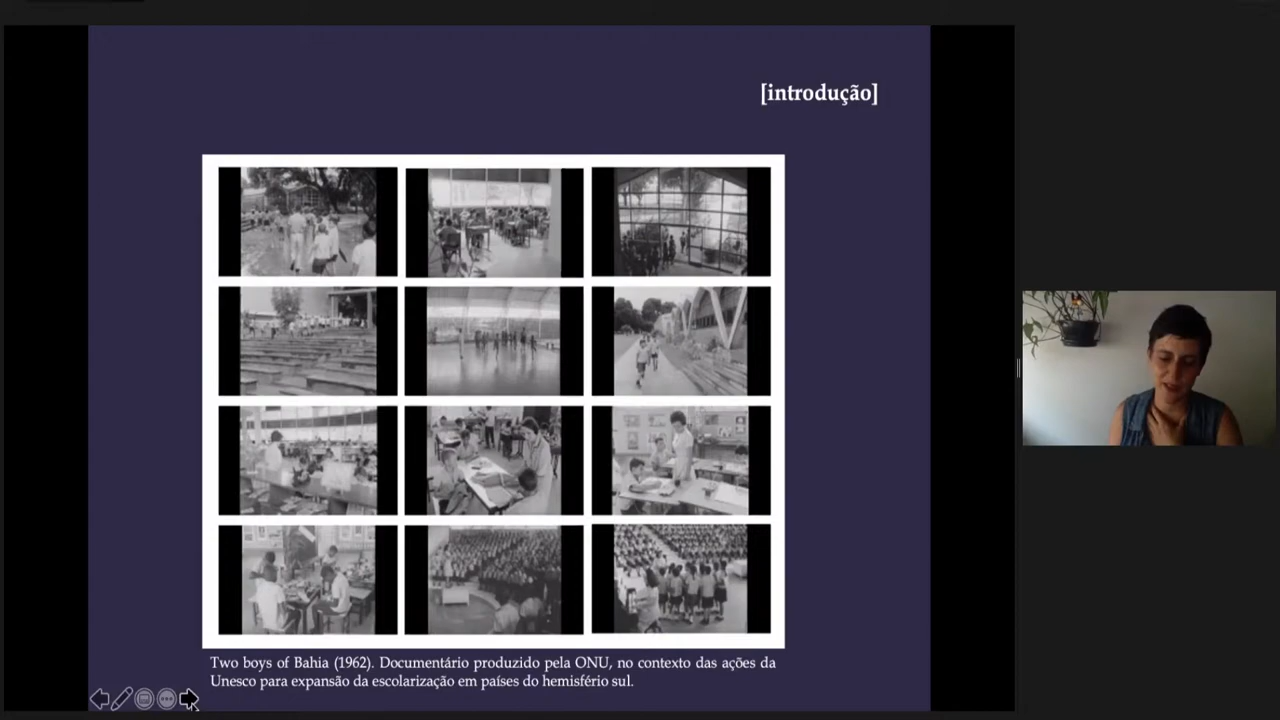 [introdução]
Two boys of Bahia (1962). Documentário produzido pela ONU, no contexto das ações da
Unesco para expansão da escolarização em países do hemisfério sul.